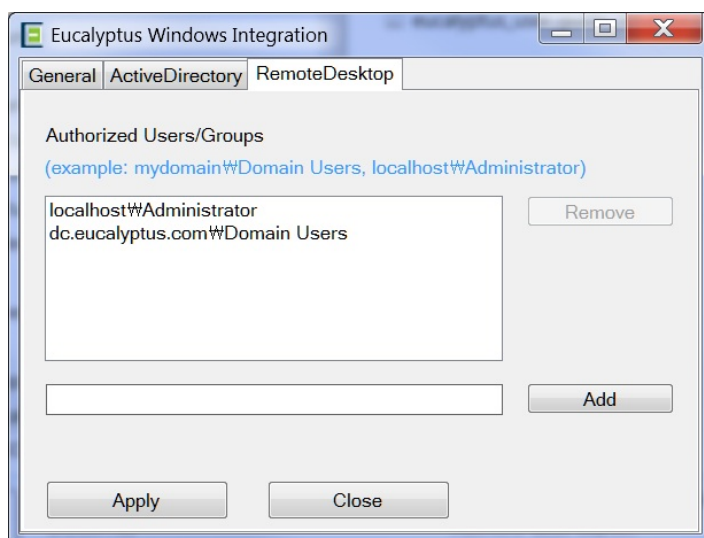 Eucalyptus Windows Integration
General ActiveDirectory RemoteDesktop
Authorized Users/Groups
(example: mydomain₩Domain Users, localhost₩Administrator)
localhost₩Administrator
Remove
dc.eucalyptus.com₩Domain Users
Add
Apply Close